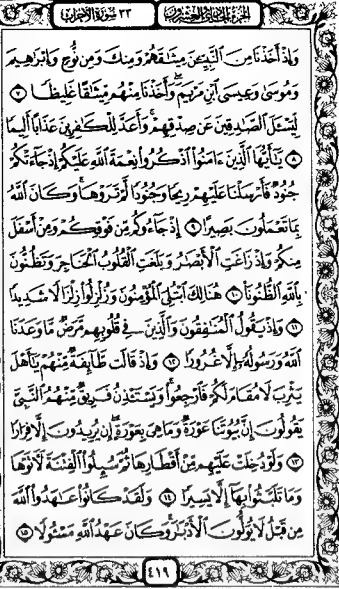 الجزء الحادي والعشرون ٣٣ سورة الأحزاب
وَإِذْ أَخَذْنَا مِنَ ٱلنَّبِيِّـۧنَ مِيثَـٰقَهُمْ وَمِنكَ وَمِن نُّوحٍ وَإِبْرَٰهِيمَ
وَمُوسَىٰ وَعِيسَى ٱبْنِ مَرْيَمَ ۖ وَأَخَذْنَا مِنْهُم مِّيثَـٰقًا غَلِيظًا ٧
لِّيَسْـَٔلَ ٱلصَّـٰدِقِينَ عَن صِدْقِهِمْ ۚ وَأَعَدَّ لِلْكَـٰفِرِينَ عَذَابًا أَلِيمًا
٨ يَـٰٓأَيُّهَا ٱلَّذِينَ ءَامَنُوا۟ ٱذْكُرُوا۟ نِعْمَةَ ٱللَّهِ عَلَيْكُمْ إِذْ جَآءَتْكُمْ
جُنُودٌ فَأَرْسَلْنَا عَلَيْهِمْ رِيحًا وَجُنُودًا لَّمْ تَرَوْهَا ۚ وَكَانَ ٱللَّهُ
بِمَا تَعْمَلُونَ بَصِيرًا ٩ إِذْ جَآءُوكُم مِّن فَوْقِكُمْ وَمِنْ أَسْفَلَ
مِنكُمْ وَإِذْ زَاغَتِ ٱلْأَبْصَـٰرُ وَبَلَغَتِ ٱلْقُلُوبُ ٱلْحَنَاجِرَ وَتَظُنُّونَ
بِٱللَّهِ ٱلظُّنُونَا۠ ١٠ هُنَالِكَ ٱبْتُلِىَ ٱلْمُؤْمِنُونَ وَزُلْزِلُوا۟ زِلْزَالًا شَدِيدًا
١١ وَإِذْ يَقُولُ ٱلْمُنَـٰفِقُونَ وَٱلَّذِينَ فِى قُلُوبِهِم مَّرَضٌ مَّا وَعَدَنَا
ٱللَّهُ وَرَسُولُهُۥٓ إِلَّا غُرُورًا ١٢ وَإِذْ قَالَت طَّآئِفَةٌ مِّنْهُمْ يَـٰٓأَهْلَ
يَثْرِبَ لَا مُقَامَ لَكُمْ فَٱرْجِعُوا۟ ۚ وَيَسْتَـْٔذِنُ فَرِيقٌ مِّنْهُمُ ٱلنَّبِىَّ
يَقُولُونَ إِنَّ بُيُوتَنَا عَوْرَةٌ وَمَا هِىَ بِعَوْرَةٍ ۖ إِن يُرِيدُونَ إِلَّا فِرَارًا
١٣ وَلَوْ دُخِلَتْ عَلَيْهِم مِّنْ أَقْطَارِهَا ثُمَّ سُئِلُوا۟ ٱلْفِتْنَةَ لَـَٔاتَوْهَا
وَمَا تَلَبَّثُوا۟ بِهَآ إِلَّا يَسِيرًا ١٤ وَلَقَدْ كَانُوا۟ عَـٰهَدُوا۟ ٱللَّهَ
مِن قَبْلُ لَا يُوَلُّونَ ٱلْأَدْبَـٰرَ ۚ وَكَانَ عَهْدُ ٱللَّهِ مَسْـُٔولًا ١٥
٤١٩